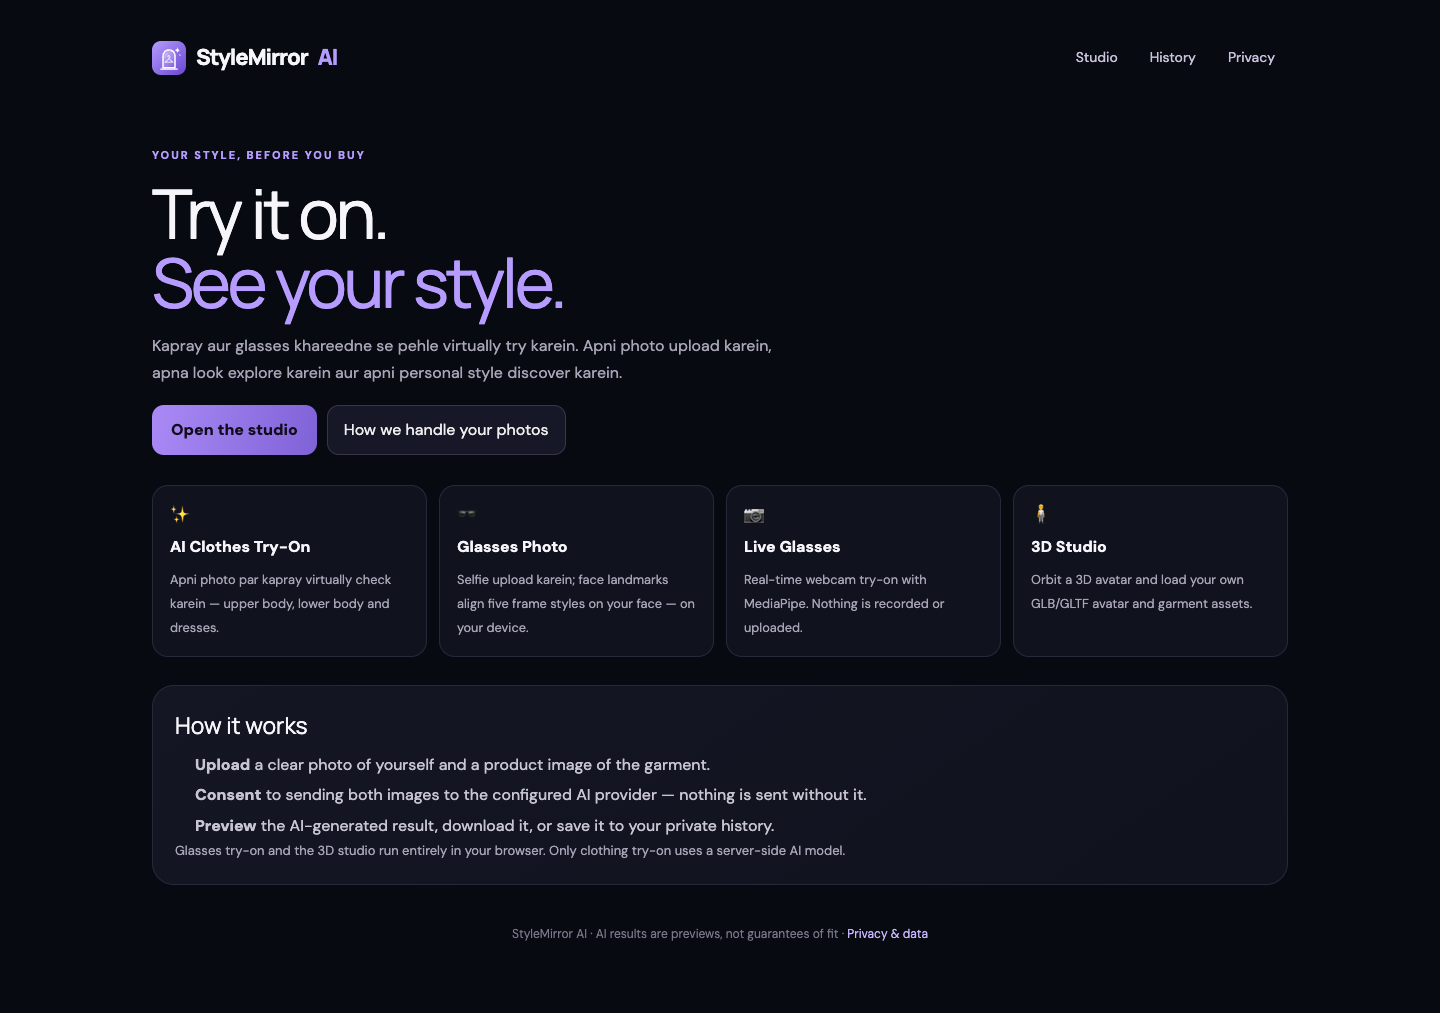 StyleMirror AI
Studio History Privacy
YOUR STYLE, BEFORE YOU BUY
Try it on.
See your style.
Kapray aur glasses khareedne se pehle virtually try karein. Apni photo upload karein,
apna look explore karein aur apni personal style discover karein.
Open the studio
How we handle your photos
AI Clothes Try-On
Apni photo par kapray virtually check
karein — upper body, lower body and
dresses.
Glasses Photo
Selfie upload karein; face landmarks
align five frame styles on your face — on
your device.
Live Glasses
Real-time webcam try-on with
MediaPipe. Nothing is recorded or
uploaded.
3D Studio
Orbit a 3D avatar and load your own
GLB/GLTF avatar and garment assets.
How it works
Upload a clear photo of yourself and a product image of the garment.
Consent to sending both images to the configured AI provider — nothing is sent without it.
Preview the AI-generated result, download it, or save it to your private history.
Glasses try-on and the 3D studio run entirely in your browser. Only clothing try-on uses a server-side AI model.
StyleMirror AI · AI results are previews, not guarantees of fit · Privacy & data